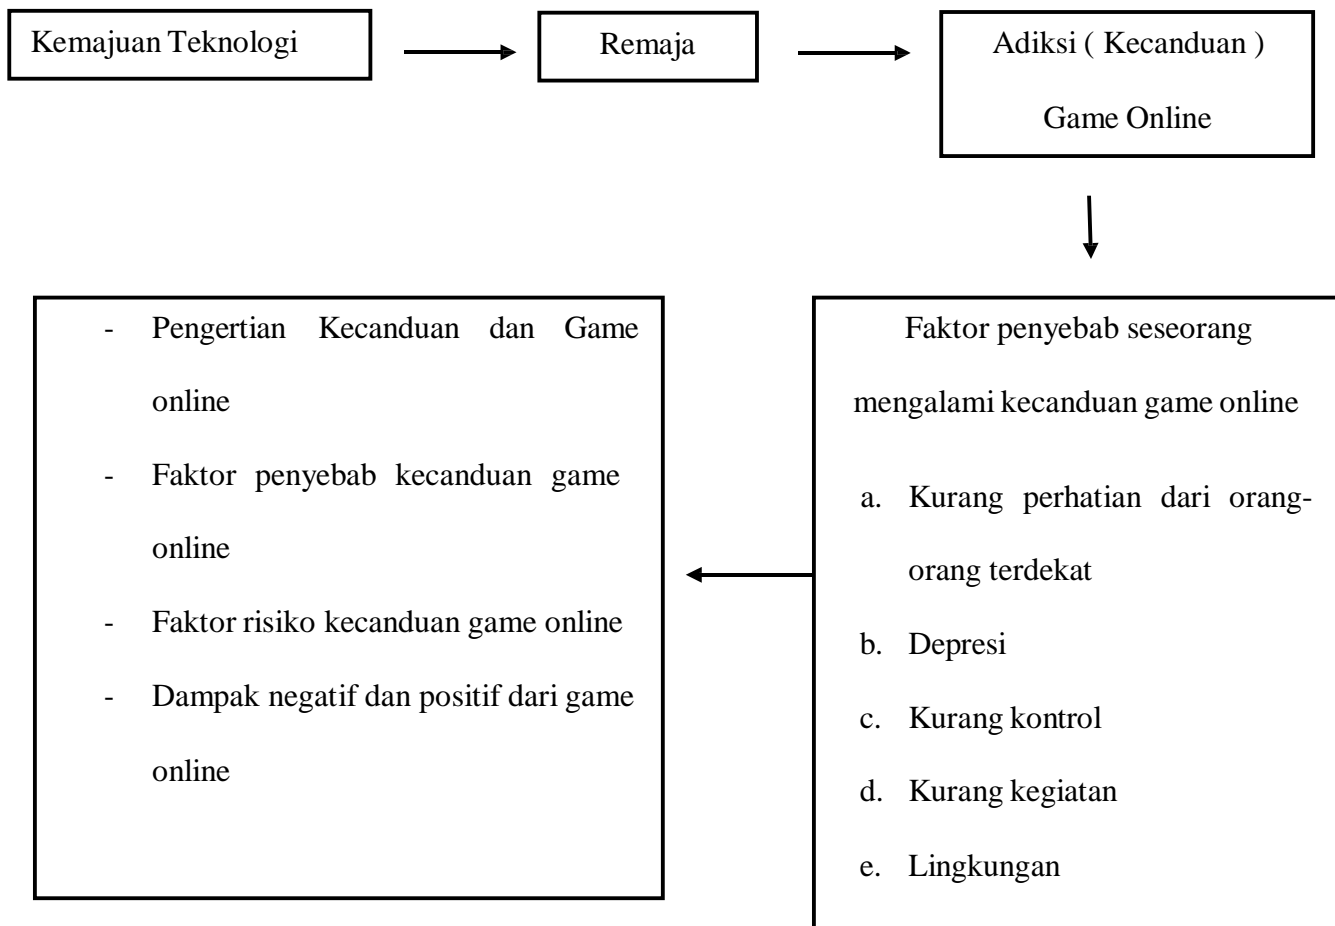 Kemajuan Teknologi
Remaja
Adiksi ( Kecanduan )
Game Online
Faktor penyebab seseorang
mengalami kecanduan game online
a. Kurang perhatian dari orang-
orang terdekat
b. Depresi
c. Kurang kontrol
d. Kurang kegiatan
e. Lingkungan
- Pengertian Kecanduan dan Game
online
- Faktor penyebab kecanduan game
online
- Faktor risiko kecanduan game online
- Dampak negatif dan positif dari game
online